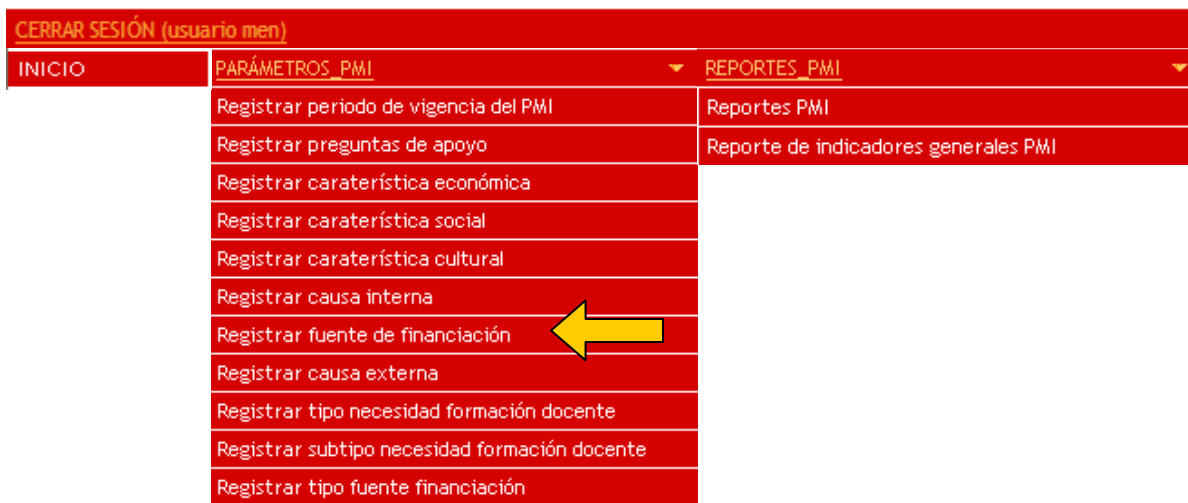 CERRAR SESIÓN (usuario men)
INICIO
PARÁMETROS_PMI
Registrar periodo de vigencia del PMI
Registrar preguntas de apoyo
Registrar caraterística económica
Registrar caraterística social
Registrar caraterística cultural
Registrar causa interna
Registrar fuente de financiación
Registrar causa externa
Registrar tipo necesidad formación docente
Registrar subtipo necesidad formación docente
Registrar tipo fuente financiación
REPORTES_PMI
Reportes PMI
Reporte de indicadores generales PMI